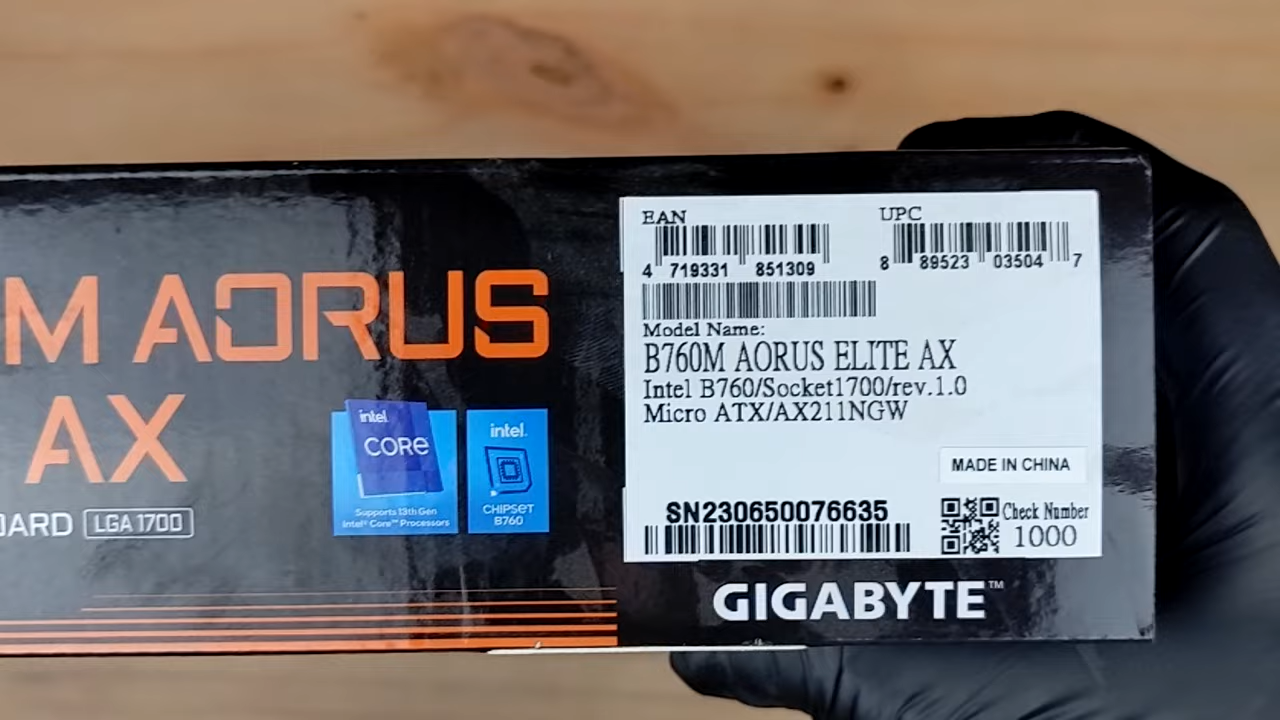 M AORUS
AX
OARD LGA 1700
intel.
CORE
Supports 13th Gen
Intel® Core™ Processors
intel.
CHIPSET
B760
EAN
4 719331 851309
UPC
8 89523 03504 7
Model Name:
B760M AORUS ELITE AX
Intel B760/Socket1700/rev.1.0
Micro ATX/AX211NGW
MADE IN CHINA
SN230650076635
Check Number
1000
GIGABYTE™